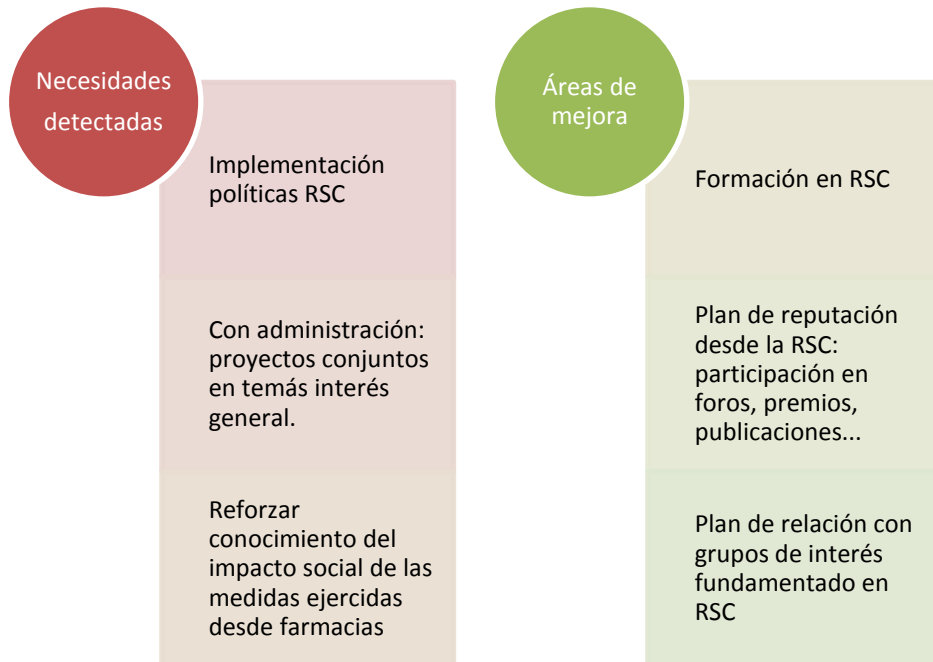 Necesidades
detectadas
Implementación
políticas RSC
Con administración:
proyectos conjuntos
en temás interés
general.
Reforzar
conocimiento del
impacto social de las
medidas ejercidas
desde farmacias
Áreas de
mejora
Formación en RSC
Plan de reputación
desde la RSC:
participación en
foros, premios,
publicaciones...
Plan de relación con
grupos de interés
fundamentado en
RSC